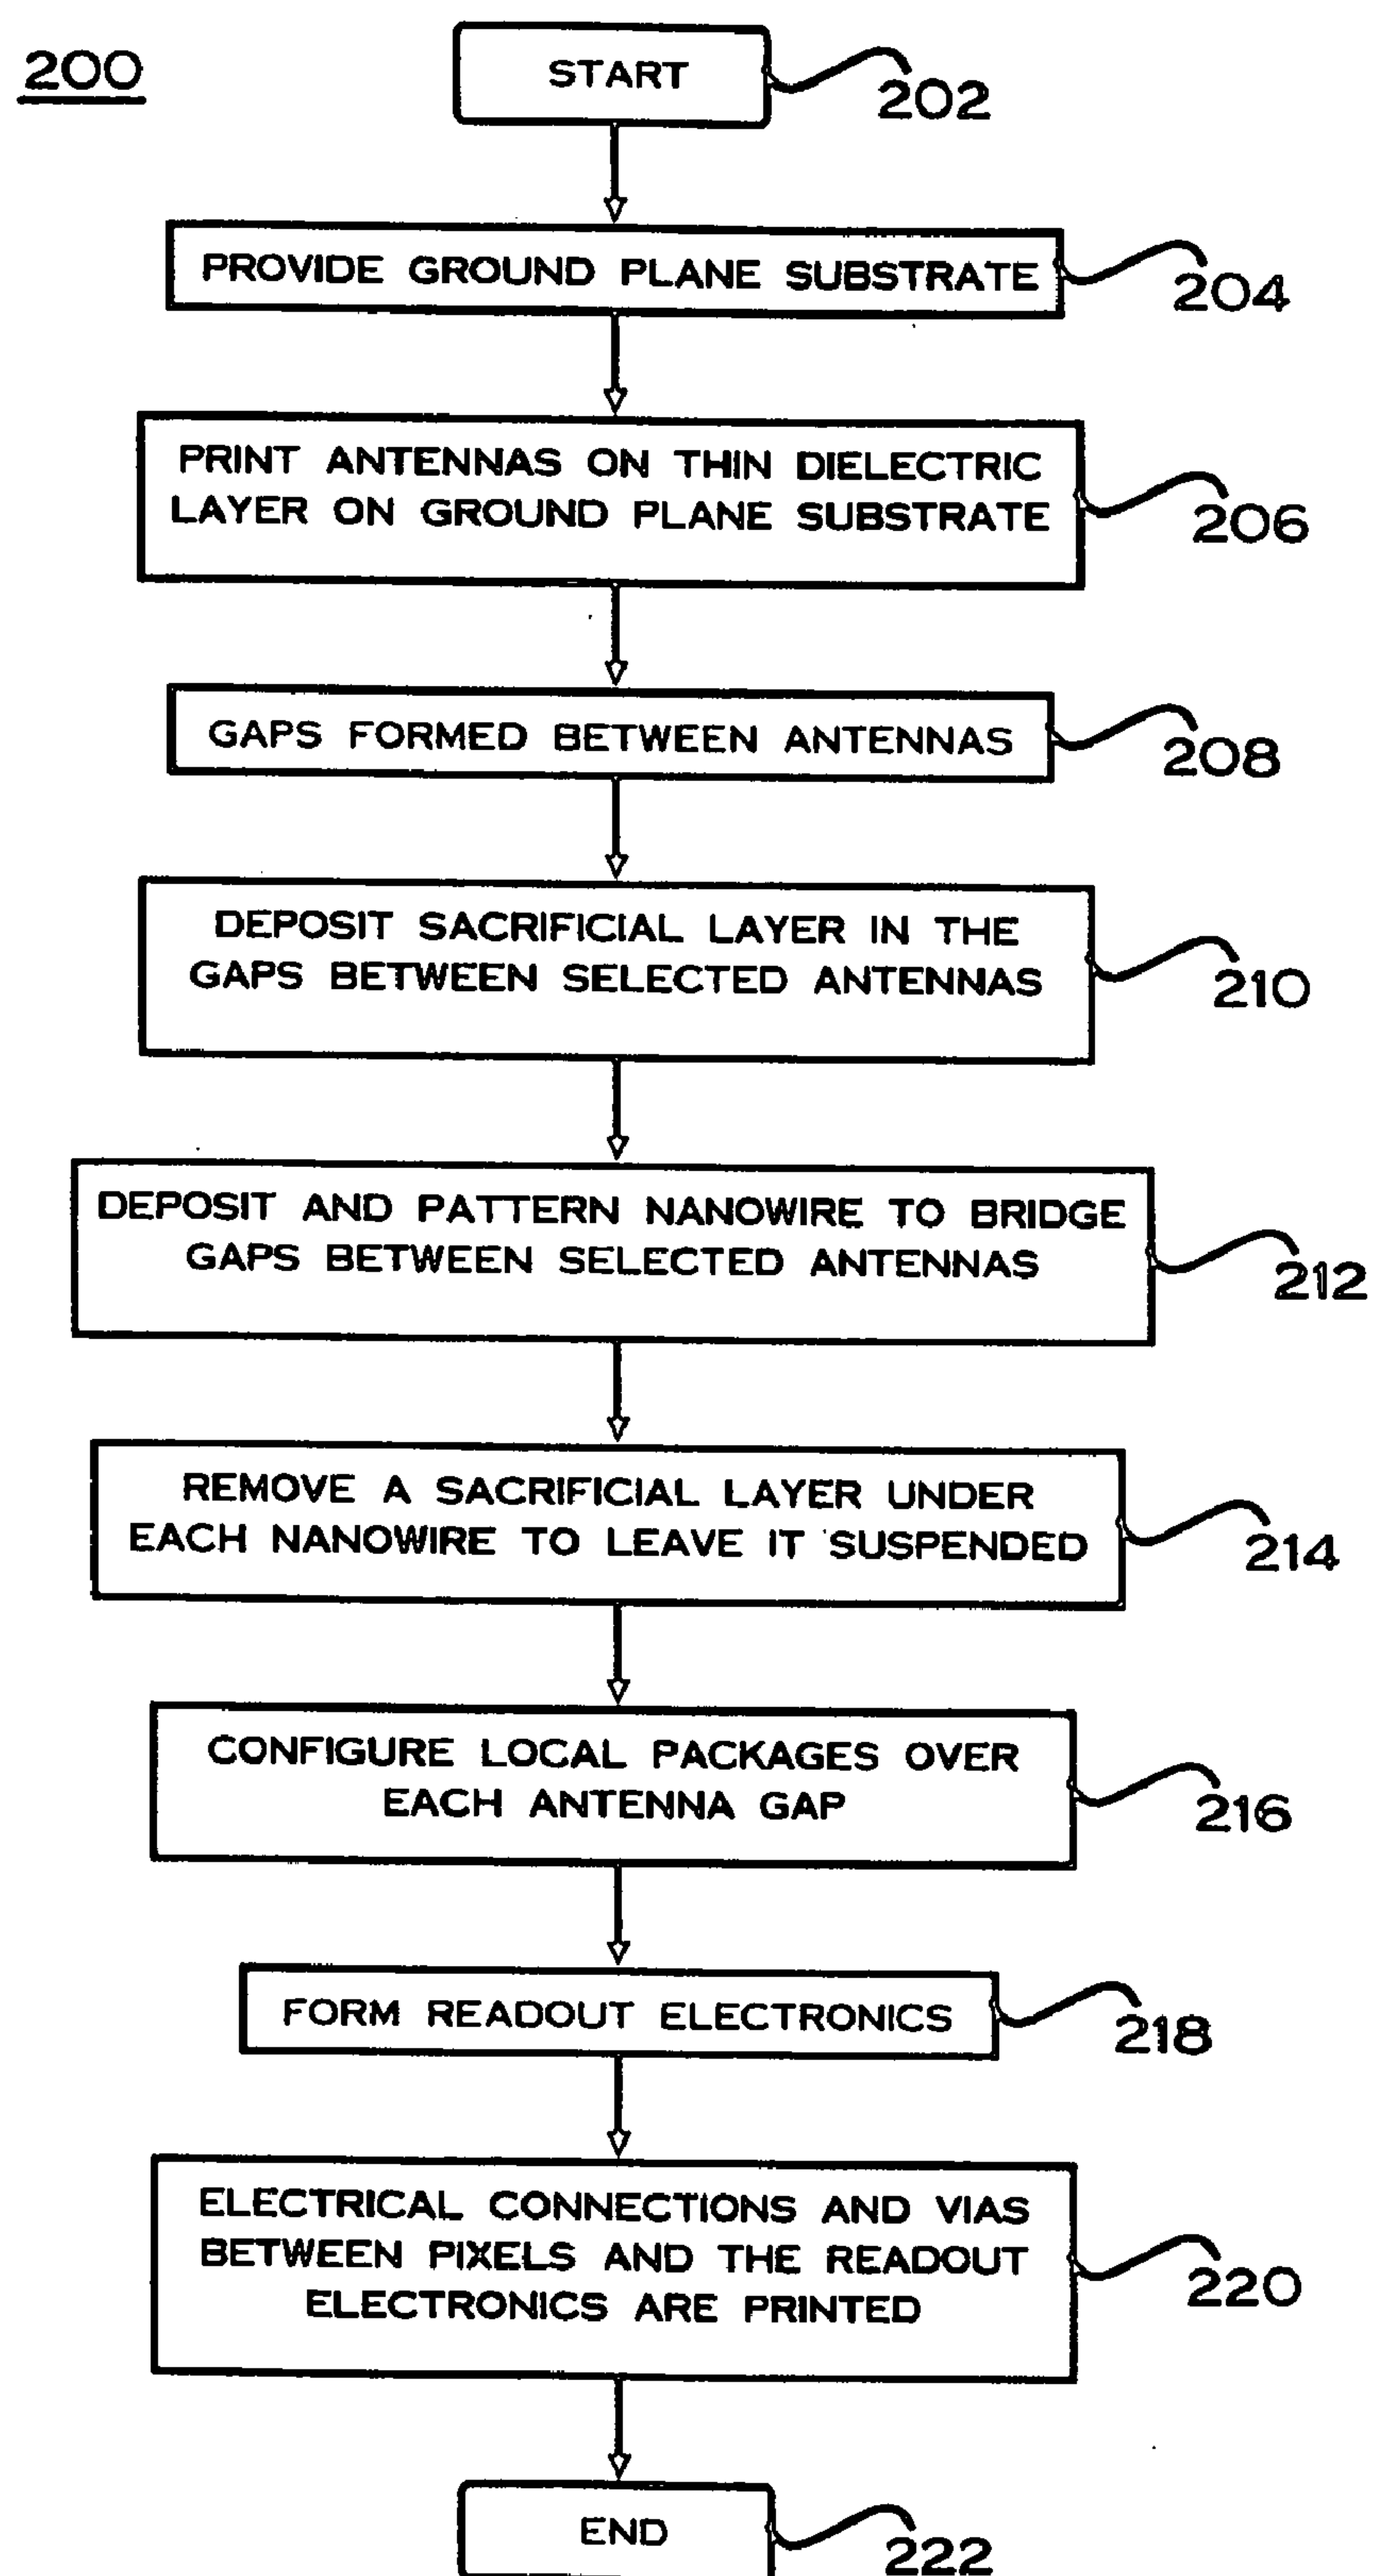 200
START
202
PROVIDE GROUND PLANE SUBSTRATE
204
PRINT ANTENNAS ON THIN DIELECTRIC
LAYER ON GROUND PLANE SUBSTRATE
206
GAPS FORMED BETWEEN ANTENNAS
208
DEPOSIT SACRIFICIAL LAYER IN THE
GAPS BETWEEN SELECTED ANTENNAS
210
DEPOSIT AND PATTERN NANOWIRE TO BRIDGE
GAPS BETWEEN SELECTED ANTENNAS
212
REMOVE A SACRIFICIAL LAYER UNDER
EACH NANOWIRE TO LEAVE IT SUSPENDED
214
CONFIGURE LOCAL PACKAGES OVER
EACH ANTENNA GAP
216
FORM READOUT ELECTRONICS
218
ELECTRICAL CONNECTIONS AND VIAS
BETWEEN PIXELS AND THE READOUT
ELECTRONICS ARE PRINTED
220
END
222